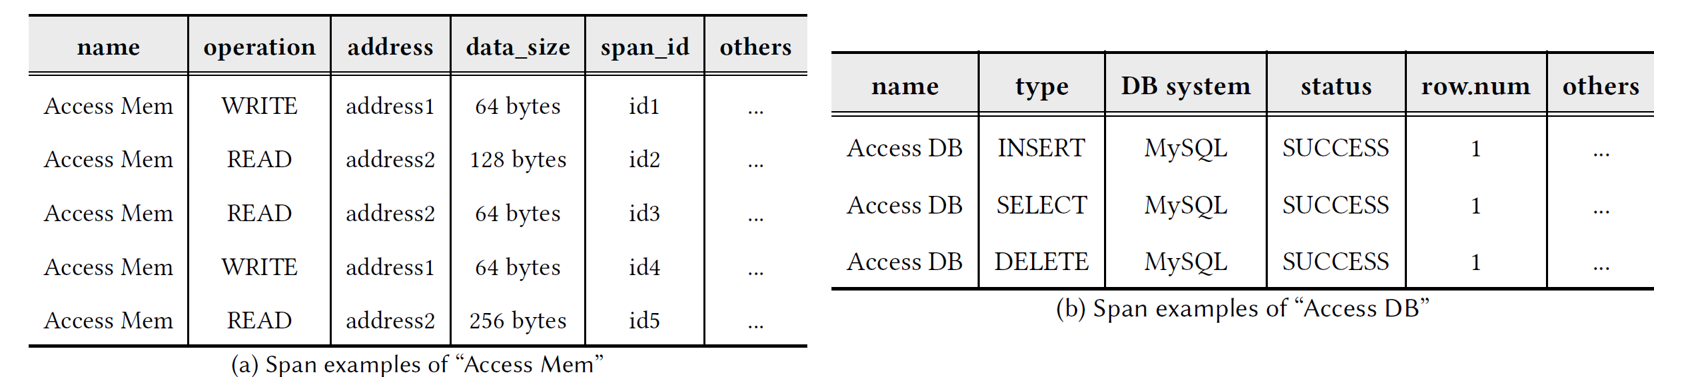 name operation address data_size span_id others
Access Mem WRITE address1 64 bytes id1 ...
Access Mem READ address2 128 bytes id2 ...
Access Mem READ address2 64 bytes id3 ...
Access Mem WRITE address1 64 bytes id4 ...
Access Mem READ address2 256 bytes id5 ...
(a) Span examples of “Access Mem”
name type DB system status row.num others
Access DB INSERT MySQL SUCCESS 1 ...
Access DB SELECT MySQL SUCCESS 1 ...
Access DB DELETE MySQL SUCCESS 1 ...
(b) Span examples of “Access DB”